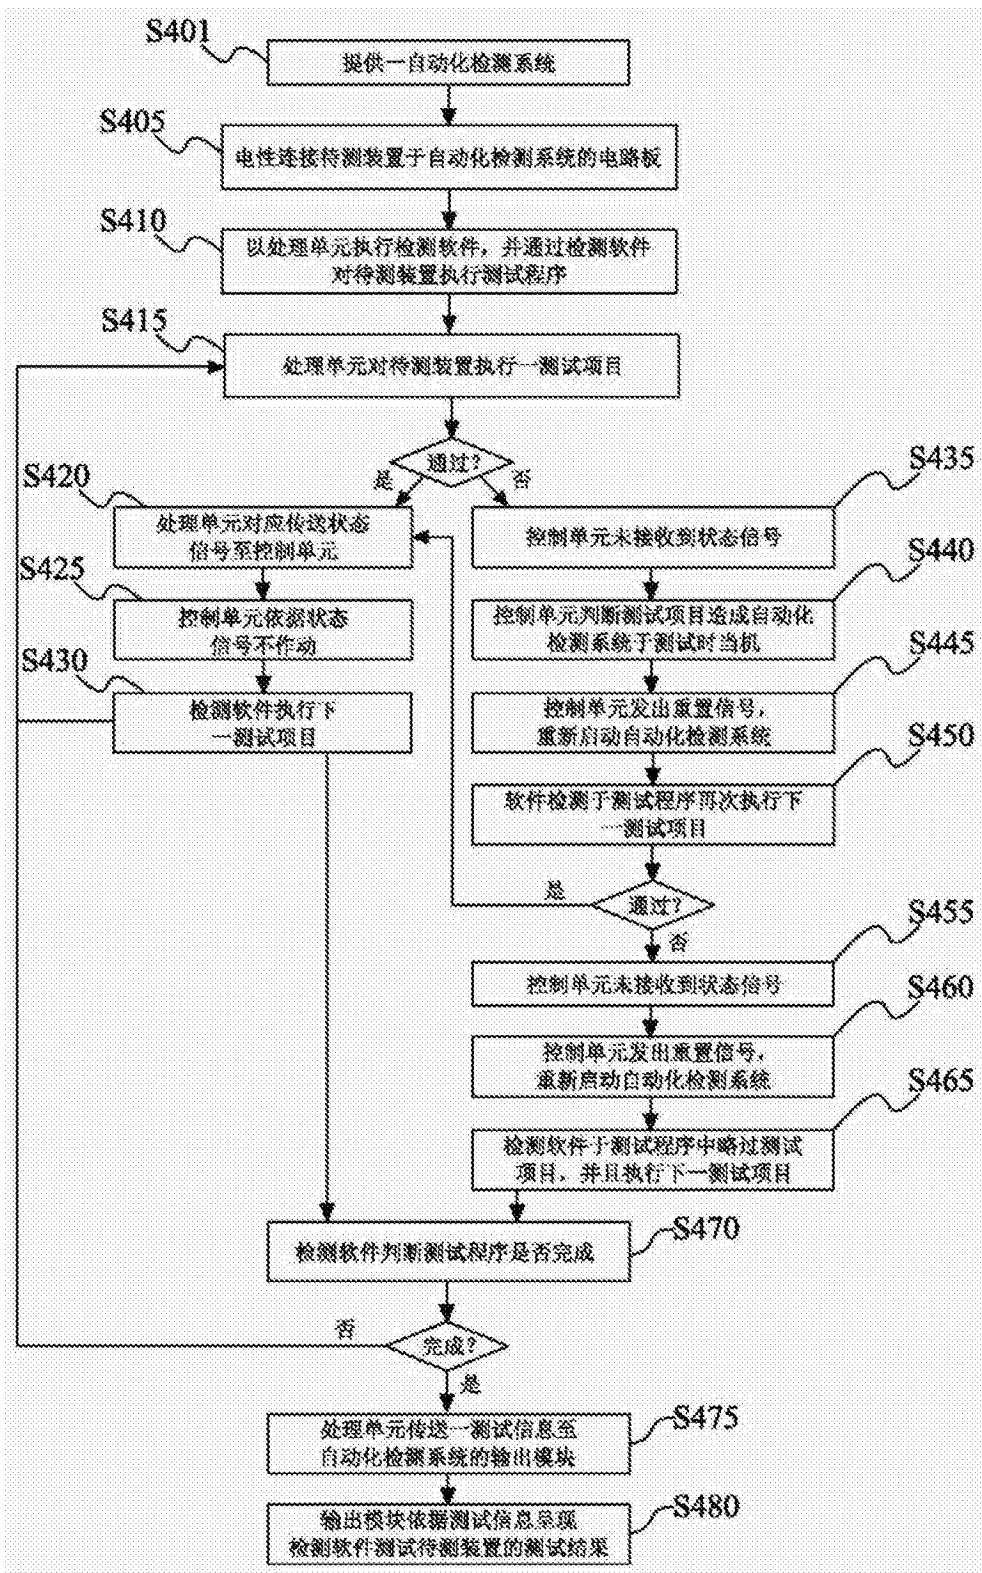 S401
提供一自动化检测系统
S405
电性连接待测装置于自动化检测系统的电路板
S410
以处理单元执行检测软件，并通过检测软件
对待测装置执行测试程序
S415
处理单元对待测装置执行一测试项目
通过?
是
否
S420
处理单元对应传送状态
信号至控制单元
S425
控制单元依据状态
信号不作动
S430
检测软件执行下
一测试项目
S435
控制单元未接收到状态信号
S440
控制单元判断测试项目造成自动化
检测系统于测试时当机
S445
控制单元发出重置信号，
重新启动自动化检测系统
S450
软件检测于测试程序再次执行下
一测试项目
通过?
是
否
S455
控制单元未接收到状态信号
S460
控制单元发出重置信号，
重新启动自动化检测系统
S465
检测软件于测试程序中略过测试
项目，并且执行下一测试项目
S470
检测软件判断测试程序是否完成
完成?
否
是
S475
处理单元传送一测试信息至
自动化检测系统的输出模块
S480
输出模块依据测试信息呈现
检测软件测试待测装置的测试结果